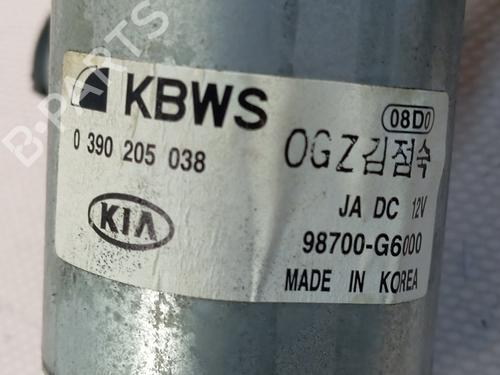 KBWS
08D0
0 390 205 038
OGZ김점숙
KIA
JA DC 12V
98700-G6000
MADE IN KOREA
B-PARTS